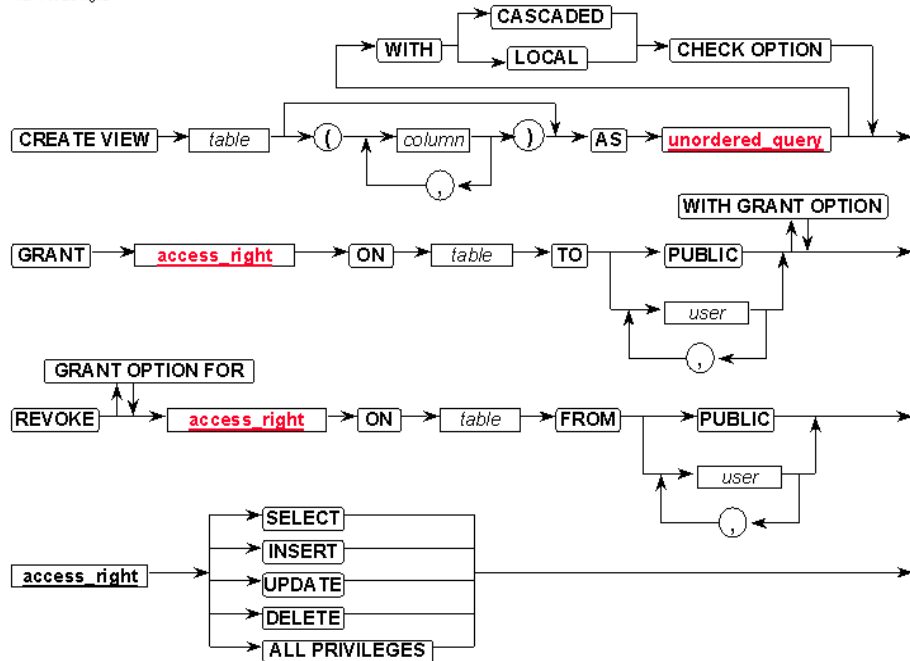 CASCADED
WITH LOCAL CHECK OPTION
CREATE VIEW table ( column ) AS unordered_query
,
WITH GRANT OPTION
GRANT access_right ON table TO PUBLIC
user
,
GRANT OPTION FOR
REVOKE access_right ON table FROM PUBLIC
user
,
SELECT
INSERT
access_right UPDATE
DELETE
ALL PRIVILEGES